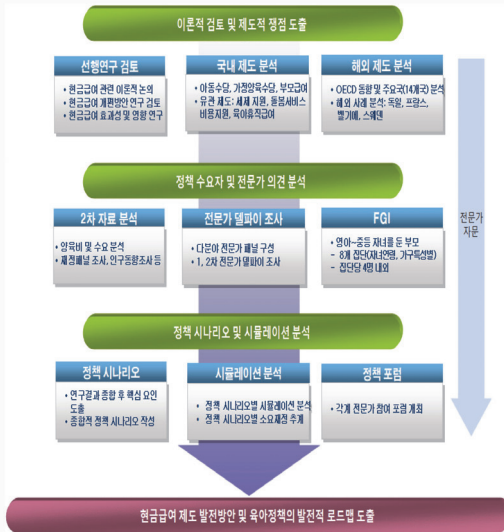 이론적 검토 및 제도적 쟁점 도출
선행연구 검토
• 현금급여 관련 이론적 논의
• 현금급여 개편방안 연구 검토
• 현금급여 효과성 및 영향 연구
국내 제도 분석
• 아동수당, 가정양육수당, 부모급여
• 유관 제도: 세제 지원, 돌봄서비스
비용지원, 육아휴직급여
해외 제도 분석
• OECD 동향 및 주요국(14개국) 분석
• 해외 사례 분석: 독일, 프랑스,
벨기에, 스웨덴
정책 수요자 및 전문가 의견 분석
2차 자료 분석
• 양육비 및 수요 분석
• 재정패널 조사, 인구동향조사 등
전문가 델파이 조사
• 다분야 전문가 패널 구성
• 1, 2차 전문가 델파이 조사
FGI
• 영아~중등 자녀를 둔 부모
- 8개 집단(자녀연령, 가구특성별)
- 집단당 4명 내외
전문가
자문
정책 시나리오 및 시뮬레이션 분석
정책 시나리오
• 연구결과 종합 후 핵심 요인
도출
• 종합적 정책 시나리오 작성
시뮬레이션 분석
• 정책 시나리오별 시뮬레이션 분석
• 정책 시나리오별 소요재정 추계
정책 포럼
• 각계 전문가 참여 포럼 개최
현금급여 제도 발전방안 및 육아정책의 발전적 로드맵 도출